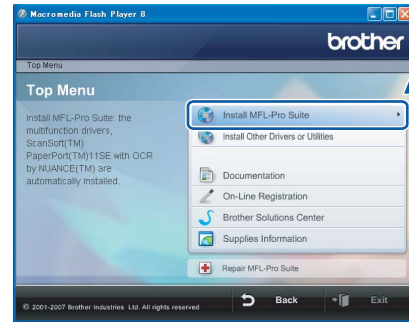 Macromedia Flash Player 8
brother
Top Menu
Top Menu
Install MFL-Pro Suite: the
multifunction drivers,
ScanSoft(TM)
PaperPort(TM)11SE with OCR
by NUANCE(TM) are
automatically installed.
Install MFL-Pro Suite
Install Other Drivers or Utilities
Documentation
On-Line Registration
Brother Solutions Center
Supplies Information
Repair MFL-Pro Suite
© 2001-2007 Brother Industries Ltd. All rights reserved
Back
Exit